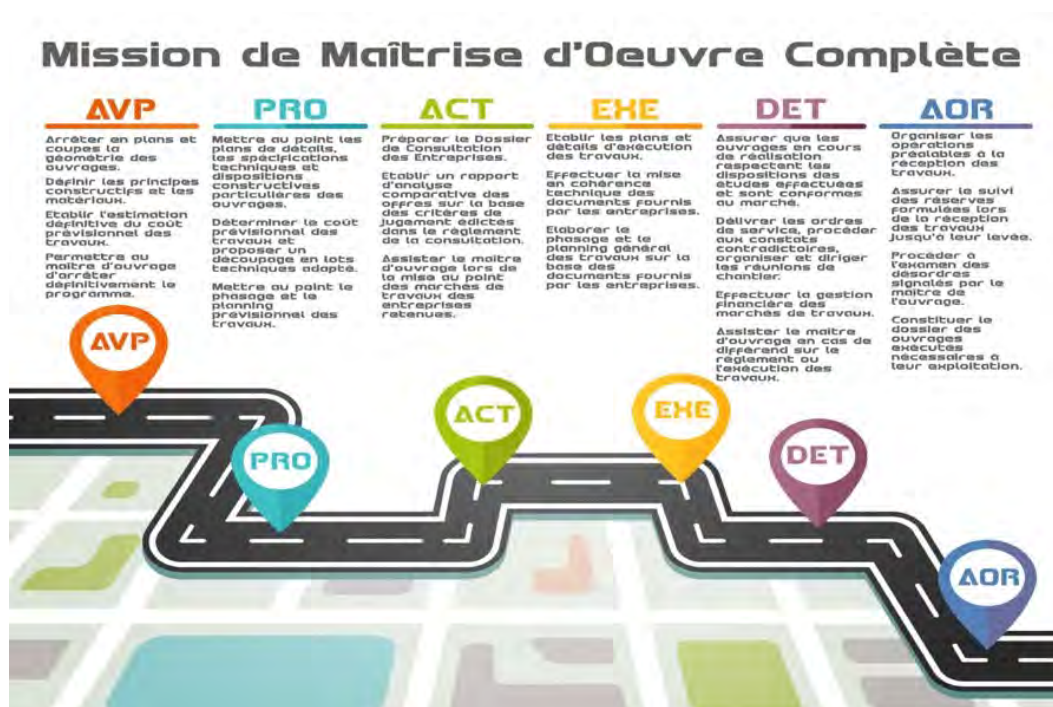 Mission de Maîtrise d'Oeuvre Complète
AVP
Arrêter en plans et
coupes la
géométrie des
ouvrages.
Définir les principes
constructifs et les
matériaux.
Etablir l'estimation
définitive du coût
prévisionnel des
travaux.
Permettre au
maître d'ouvrage
d'arrêter
définitivement le
programme.
PRO
Mettre au point les
plans de détails,
les spécifications
techniques et
dispositions
constructives
particulières des
ouvrages.
Déterminer le coût
prévisionnel des
travaux et
proposer un
découpage en lots
techniques adapté.
Mettre au point le
phasage et le
planning
prévisionnel des
travaux.
ACT
Préparer le Dossier
de Consultation
des Entreprises.
Etablir un rapport
d'analyse
comparative des
offres sur la base
des critères de
jugement édictés
dans le règlement
de la consultation.
Assister le maître
d'ouvrage lors de
la mise au point
des marchés de
travaux des
entreprises
retenues.
EXE
Etablir les plans et
détails d'exécution
des travaux.
Effectuer la mise
en cohérence
technique des
documents fournis
par les entreprises.
Elaborer le
phasage et le
planning général
des travaux sur la
base des
documents fournis
par les entreprises.
DET
Assurer que les
ouvrages en cours
de réalisation
respectent les
dispositions des
études effectuées
et sont conformes
au marché.
Délivrer les ordres
de service, procéder
aux constats
contradictoires,
organiser et diriger
les réunions de
chantier.
Effectuer la gestion
financière des
marchés de travaux.
Assister le maître
d'ouvrage en cas de
différend sur le
règlement ou
l'exécution des
travaux.
AOR
Organiser les
opérations
préalables à la
réception des
travaux.
Assurer le suivi
des réserves
formulées lors de
la réception
des travaux
jusqu'à leur levée.
Procéder à
l'examen des
désordres
signalés par le
maître de
l'ouvrage.
Constituer le
dossier des
ouvrages
exécutés
nécessaires à
leur exploitation.
AVP
PRO
ACT
EXE
DET
AOR